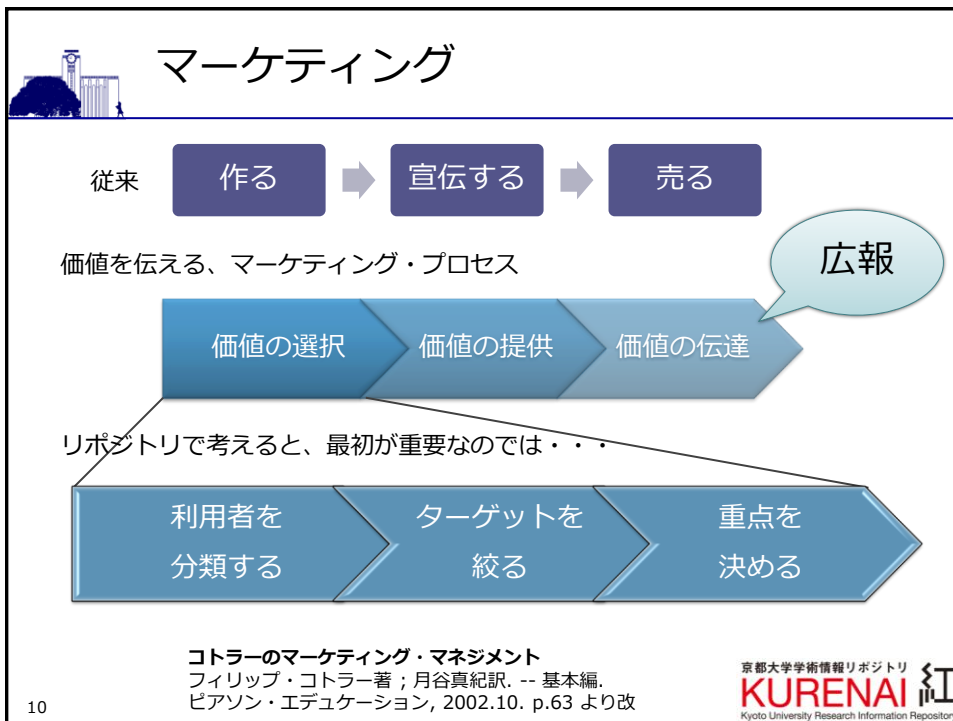 マーケティング
従来
作る
宣伝する
売る
広報
価値を伝える、マーケティング・プロセス
価値の選択
価値の提供
価値の伝達
リポジトリで考えると、最初が重要なのでは・・・
利用者を
分類する
ターゲットを
絞る
重点を
決める
コトラーのマーケティング・マネジメント
フィリップ・コトラー著 ; 月谷真紀訳. -- 基本編.
ピアソン・エデュケーション, 2002.10. p.63 より改
10
京都大学学術情報リポジトリ
KURENAI 紅
Kyoto University Research Information Repository